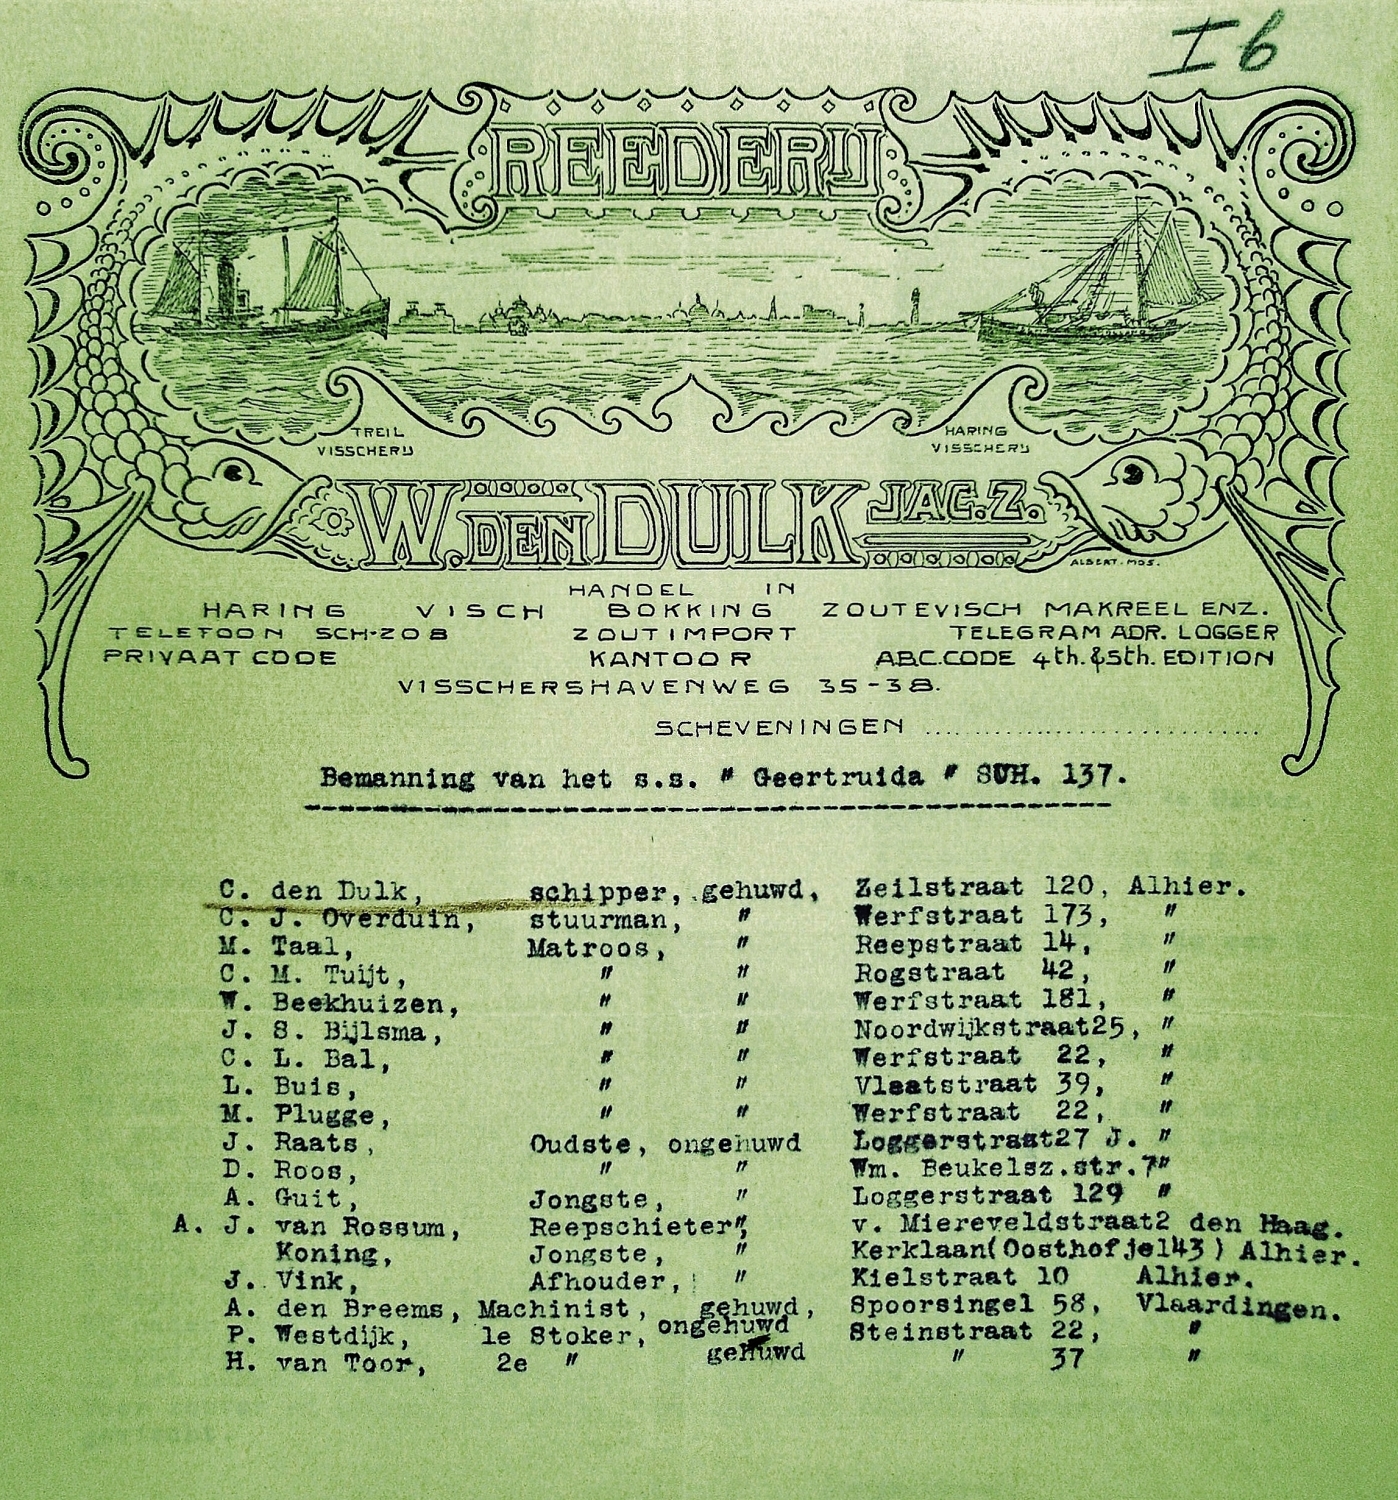 I 6
REEDERIJ
TREIL VISSCHERIJ
HARING VISSCHERIJ
W. DEN DULK JAC.Z.
ALBERT. MOS.
HANDEL IN
HARING VISCH BOKKING ZOUTEVISCH MAKREEL ENZ.
TELEFOON SCH-208 ZOUTIMPORT TELEGRAM ADR. LOGGER
PRIVAAT CODE KANTOOR A.B.C.CODE 4th.&5th. EDITION
VISSCHERSHAVENWEG 35-38.
SCHEVENINGEN ..............................
Bemanning van het s.s. " Geertruida " SCH. 137.
C. den Dulk, schipper, gehuwd, Zeilstraat 120, Alhier.
C. J. Overduin, stuurman, " Werfstraat 173, "
M. Taal, Matroos, " Reepstraat 14, "
C. M. Tuijt, " " Rogstraat 42, "
W. Beekhuizen, " " Werfstraat 181, "
J. S. Bijlsma, " " Noordwijkstraat25, "
C. L. Bal, " " Werfstraat 22, "
L. Buis, " " Vleetstraat 39, "
M. Plugge, " " Werfstraat 22, "
J. Raats, Oudste, ongehuwd Loggerstraat27 J. "
D. Roos, " " Wm. Beukelsz.str.7"
A. Guit, Jongste, " Loggerstraat 129 "
A. J. van Rossum, Reepschieter, " v. Miereveldstraat2 den Haag.
Koning, Jongste, " Kerklaan(Oosthofje143) Alhier.
J. Vink, Afhouder, " Kielstraat 10 Alhier.
A. den Breems, Machinist, gehuwd, Spoorsingel 58, Vlaardingen.
P. Westdijk, 1e Stoker, ongehuwd Steinstraat 22, "
H. van Toor, 2e " gehuwd " 37 "